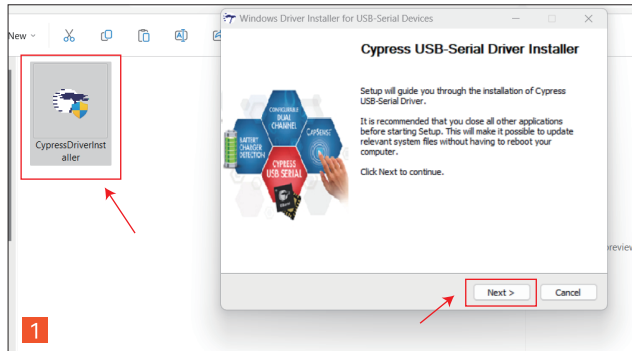 Windows Driver Installer for USB-Serial Devices
New
Cypress USB-Serial Driver Installer
Setup will guide you through the installation of Cypress
USB-Serial Driver.
It is recommended that you close all other applications
before starting Setup. This will make it possible to update
relevant system files without having to reboot your
computer.
Click Next to continue.
CONFIGURABLE
DUAL
CHANNEL
CAPSENSE
BATTERY
CHARGER
DETECTION
CYPRESS
USB SERIAL
CypressDriverInst
aller
preview
Next >
Cancel
1